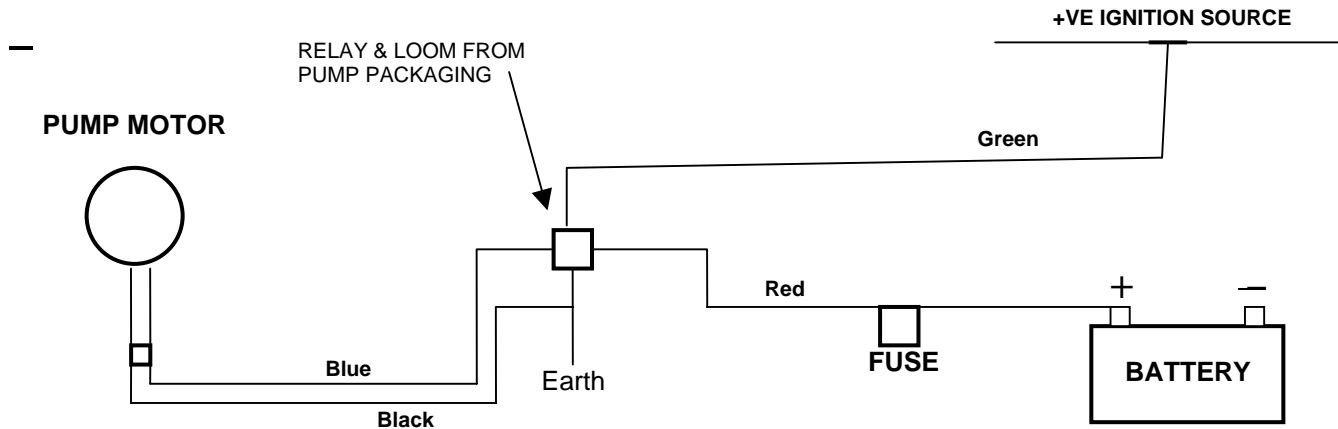 +VE IGNITION SOURCE
–
RELAY & LOOM FROM
PUMP PACKAGING
PUMP MOTOR
Green
Red
+ –
FUSE
BATTERY
Blue
Earth
Black